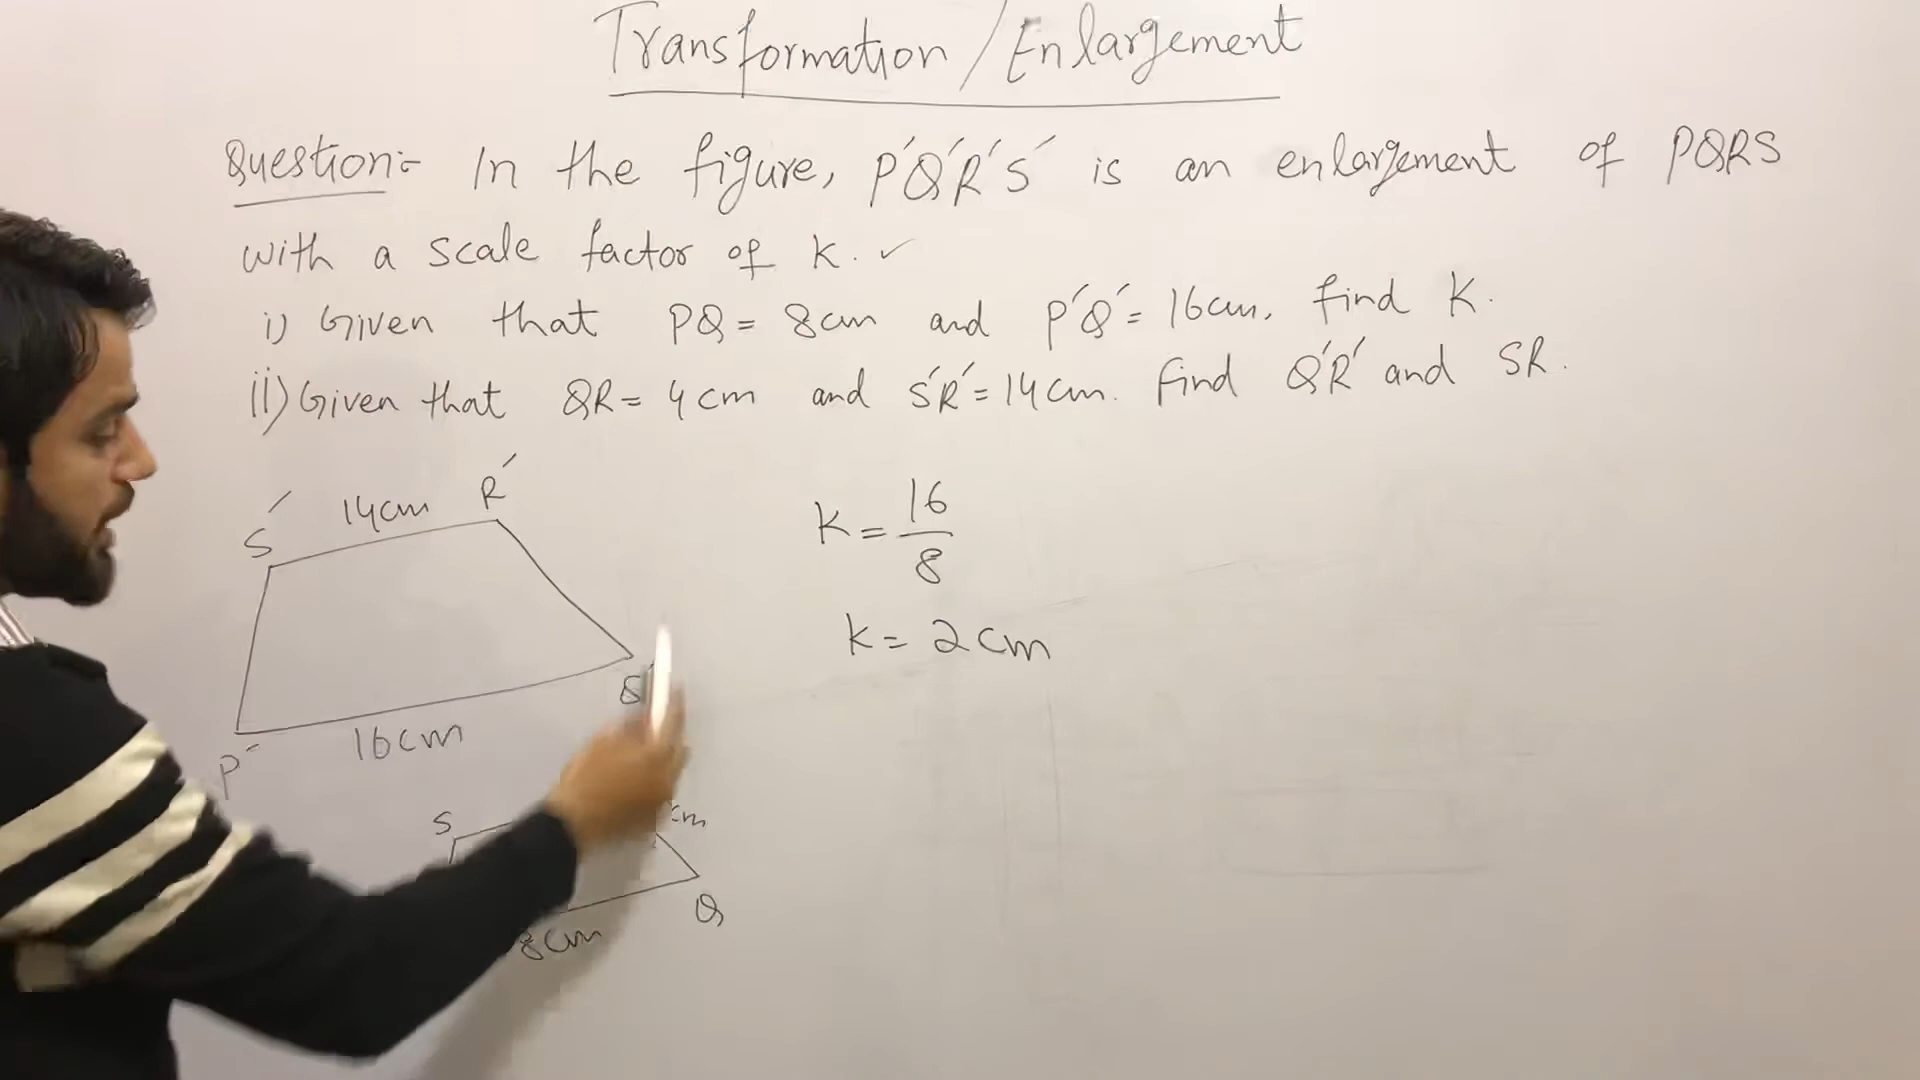 Transformation/Enlargement
Question:- In the figure, P'Q'R'S' is an enlargement of PQRS
with a scale factor of K. ✓
i) Given that PQ = 8cm and P'Q' = 16cm, find K.
ii) Given that QR = 4cm and S'R' = 14cm. Find Q'R' and SR.
S' 14cm R'
K = 16/8
K = 2cm
P' 16cm
S cm
8cm Q